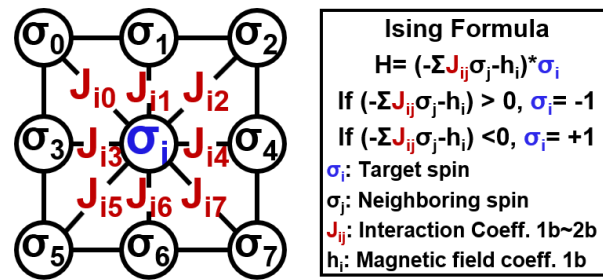 σ0 σ1 σ2
Ji0 Ji1 Ji2
σ3 Ji3 σi Ji4 σ4
Ji5 Ji6 Ji7
σ5 σ6 σ7
Ising Formula
H= (-ΣJijσj-hi)*σi
If (-ΣJijσj-hi) > 0, σi= -1
If (-ΣJijσj-hi) <0, σi= +1
σi: Target spin
σj: Neighboring spin
Jij: Interaction Coeff. 1b~2b
hi: Magnetic field coeff. 1b